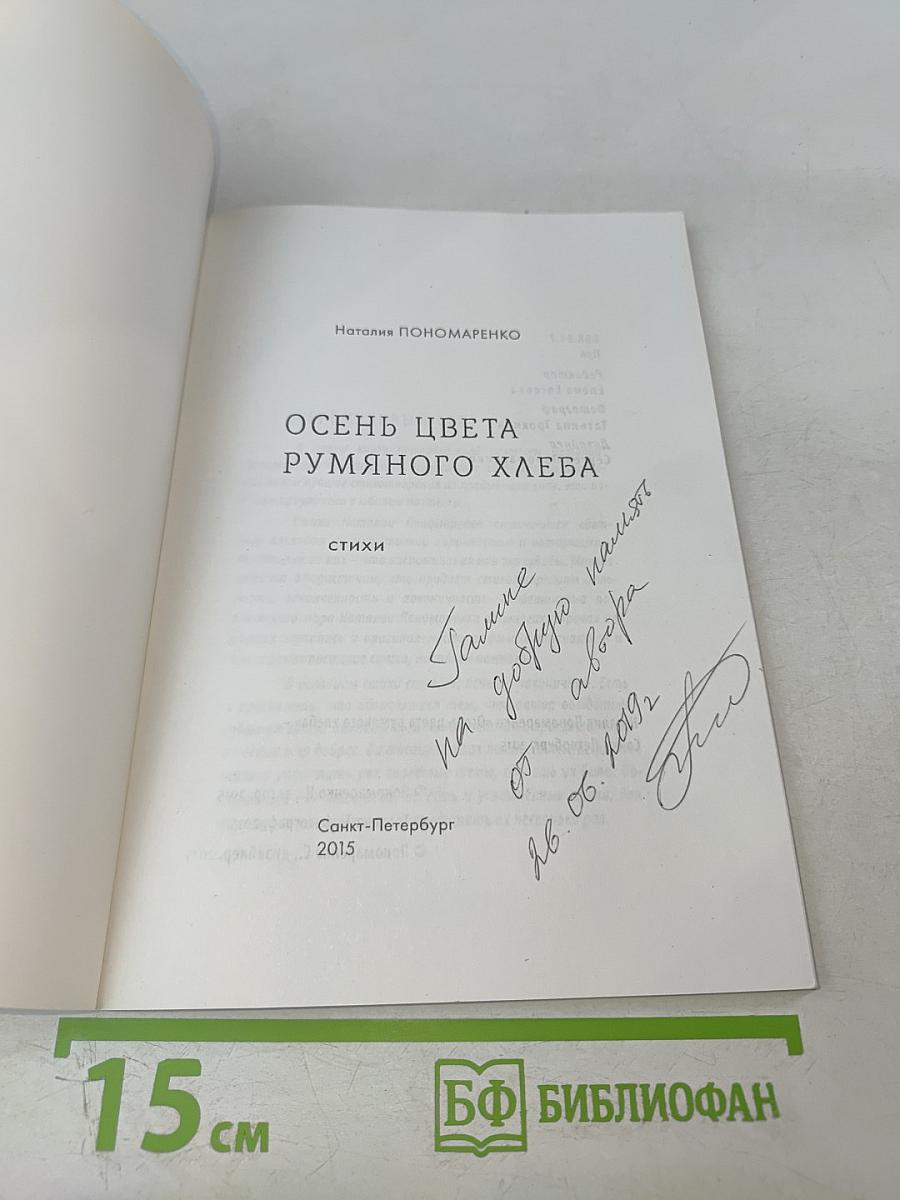 Наталия ПОНОМАРЕНКО
ОСЕНЬ ЦВЕТА
РУМЯНОГО ХЛЕБА
СТИХИ
Галине
на добрую память
от автора
26.06.2019г
Санкт-Петербург
2015
15 см
БФ БИБЛИОФАН